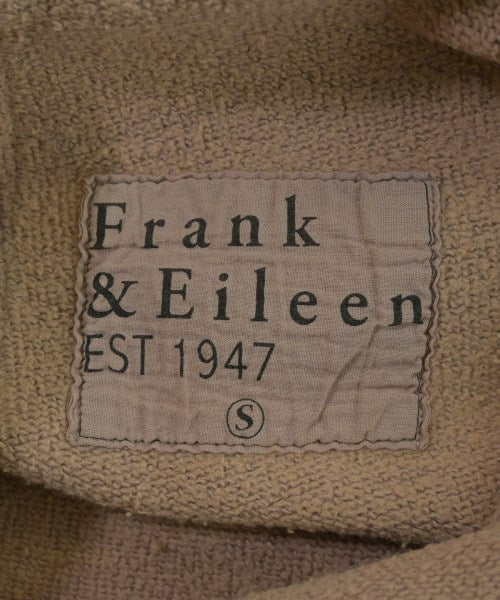 Frank
& Eileen
EST 1947
S